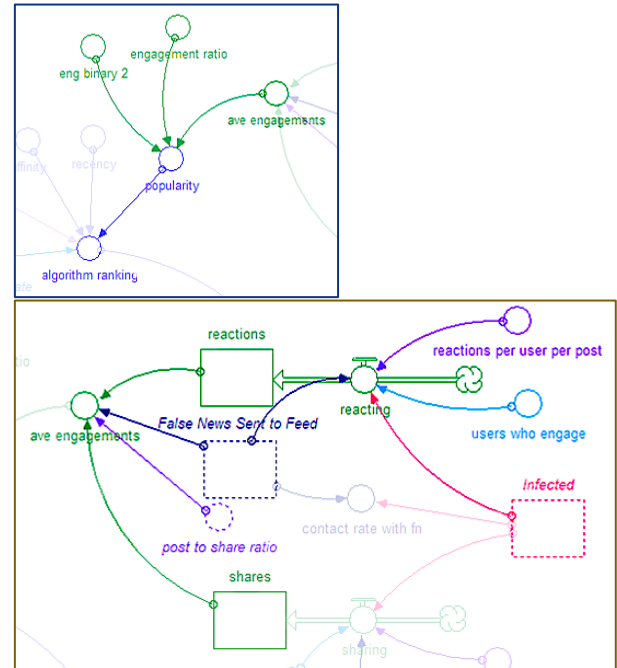 engagement ratio
eng binary 2
ave engagements
ffinity
recency
popularity
algorithm ranking
reactions
reactions per user per post
reacting
False News Sent to Feed
ave engagements
users who engage
Infected
contact rate with fn
post to share ratio
shares
sharing